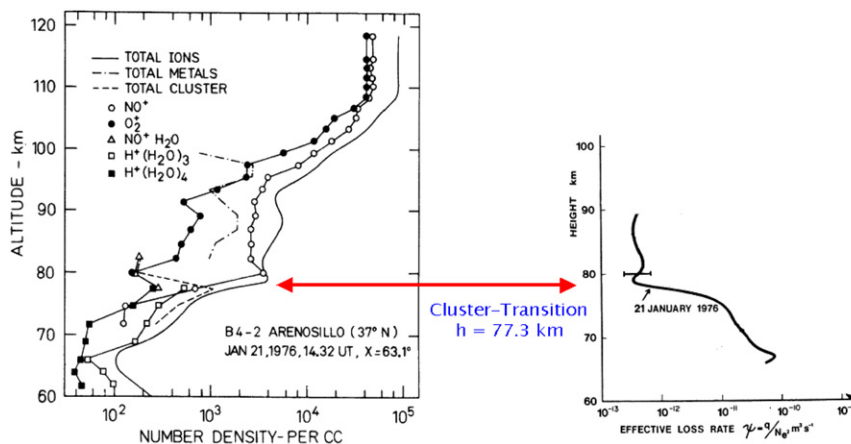 120
110
100
90
80
70
60
ALTITUDE - km
TOTAL IONS
TOTAL METALS
TOTAL CLUSTER
NO⁺
O₂⁺
NO⁺ H₂O
H⁺(H₂O)₃
H⁺(H₂O)₄
B4-2 ARENOSILLO (37° N)
JAN 21, 1976, 14.32 UT, X=63.1°
10² 10³ 10⁴ 10⁵
NUMBER DENSITY-PER CC
Cluster-Transition
h = 77.3 km
HEIGHT km
100
90
80
70
60
21 JANUARY 1976
10⁻¹³ 10⁻¹² 10⁻¹¹ 10⁻¹⁰
EFFECTIVE LOSS RATE ψ=q/Ne² m³s⁻¹